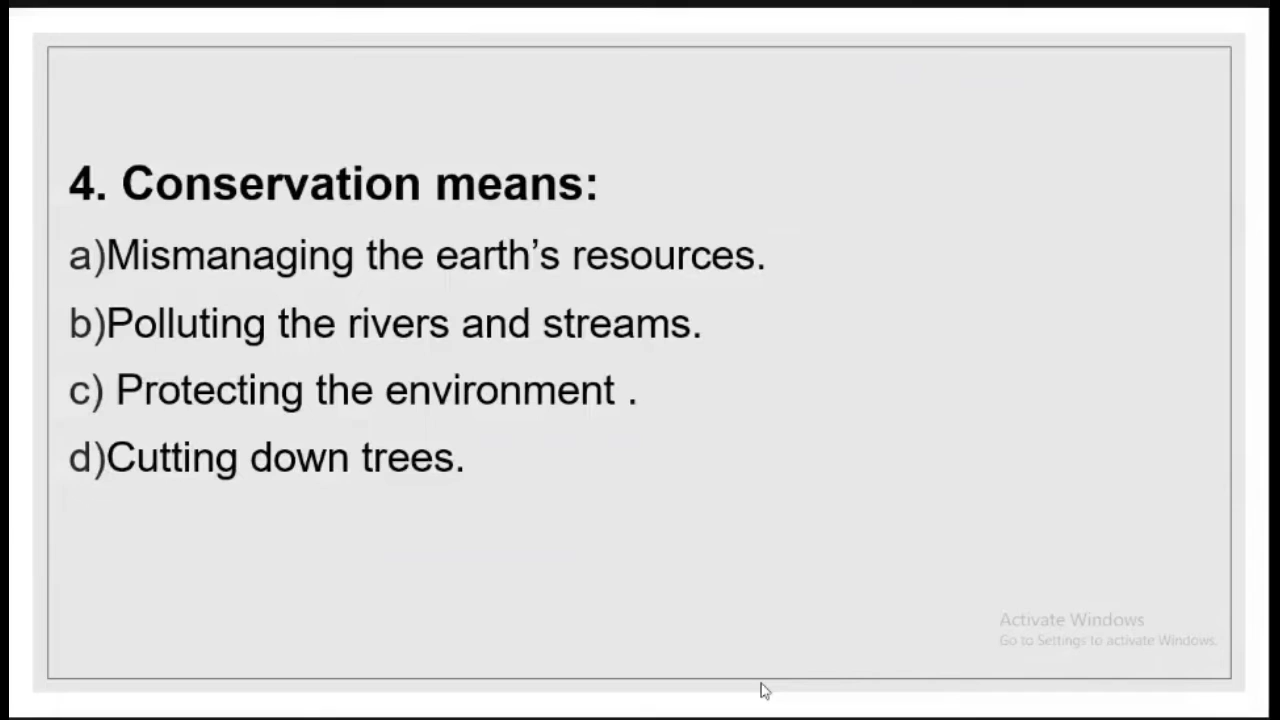 4. Conservation means:
a)Mismanaging the earth’s resources.
b)Polluting the rivers and streams.
c) Protecting the environment .
d)Cutting down trees.
Activate Windows
Go to Settings to activate Windows.